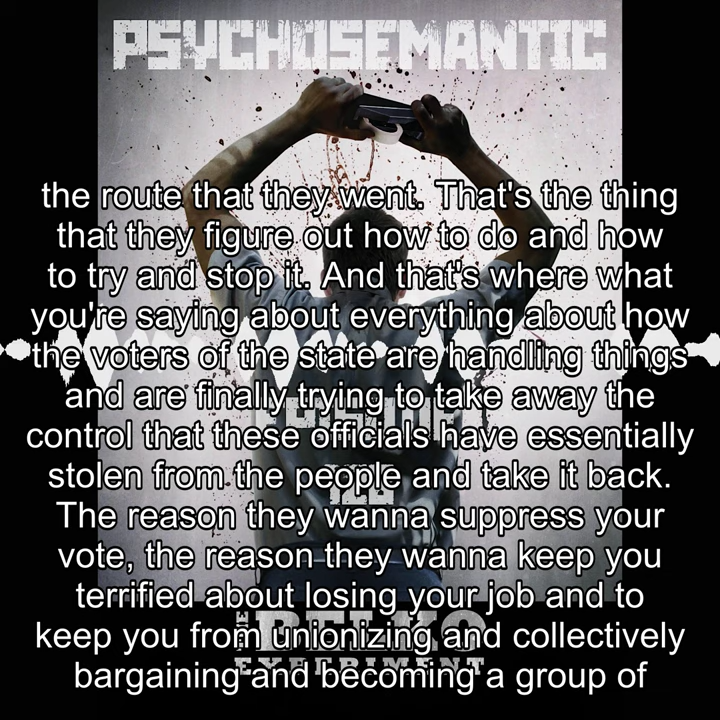 PSYCHOSEMANTIC
the route that they went. That's the thing
that they figure out how to do and how
to try and stop it. And that's where what
you're saying about everything about how
the voters of the state are handling things
and are finally trying to take away the
control that these officials have essentially
stolen from the people and take it back.
The reason they wanna suppress your
vote, the reason they wanna keep you
terrified about losing your job and to
keep you from unionizing and collectively
bargaining and becoming a group of
THE BELKO
EXPERIMENT